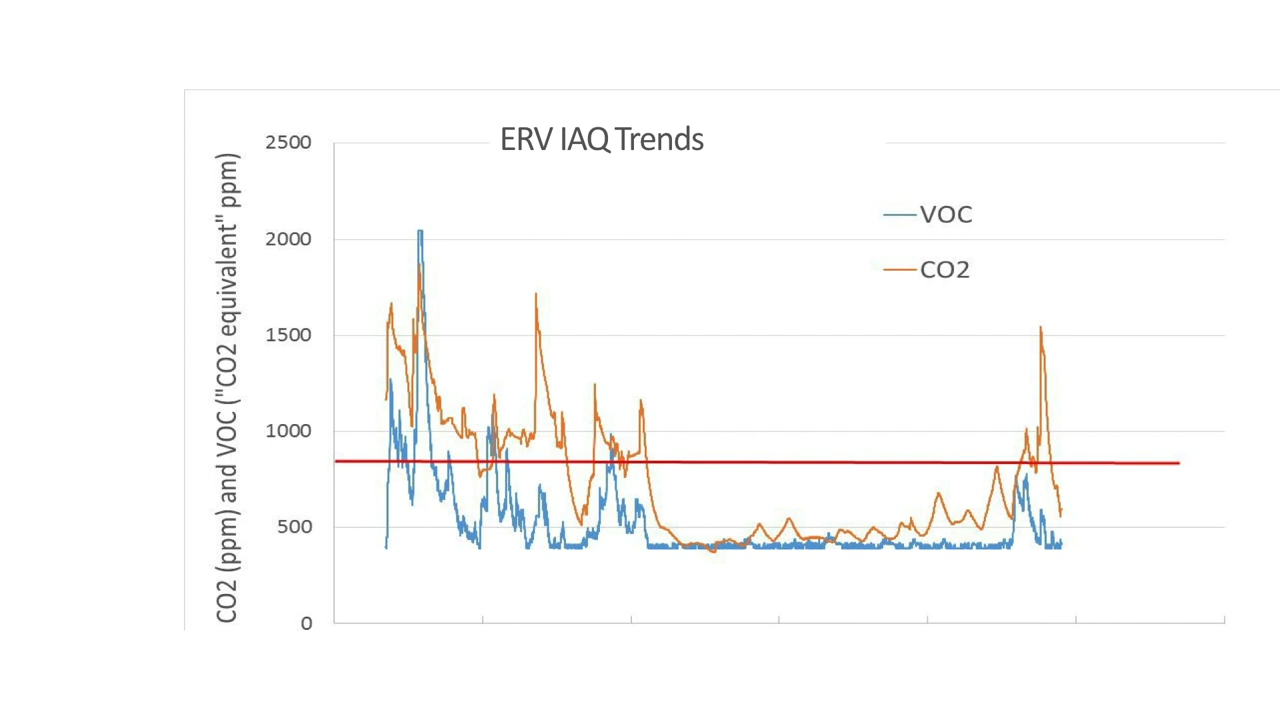 ERV IAQ Trends
2500
2000
1500
1000
500
0
CO2 (ppm) and VOC ("CO2 equivalent" ppm)
VOC
CO2